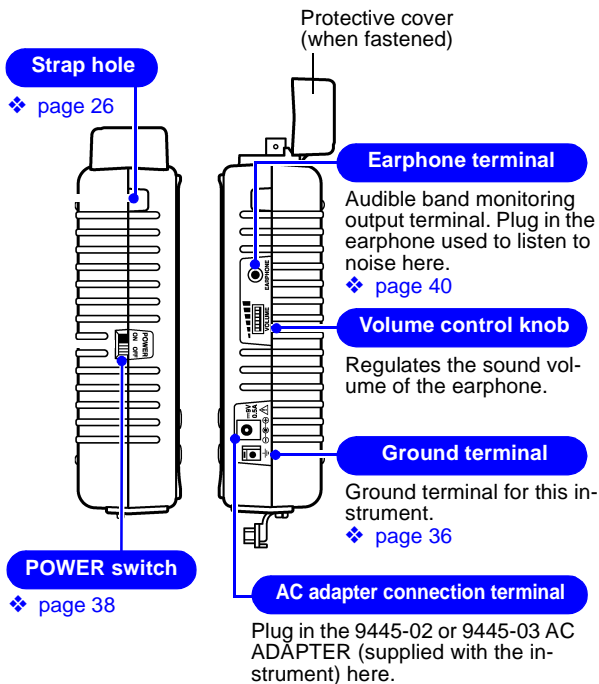 Protective cover
(when fastened)
Strap hole
❖ page 26
Earphone terminal
Audible band monitoring
output terminal. Plug in the
earphone used to listen to
noise here.
❖ page 40
EARPHONE
VOLUME
Volume control knob
Regulates the sound vol-
ume of the earphone.
POWER
ON OFF
9V
0.5A
Ground terminal
Ground terminal for this in-
strument.
❖ page 36
POWER switch
❖ page 38
AC adapter connection terminal
Plug in the 9445-02 or 9445-03 AC
ADAPTER (supplied with the in-
strument) here.